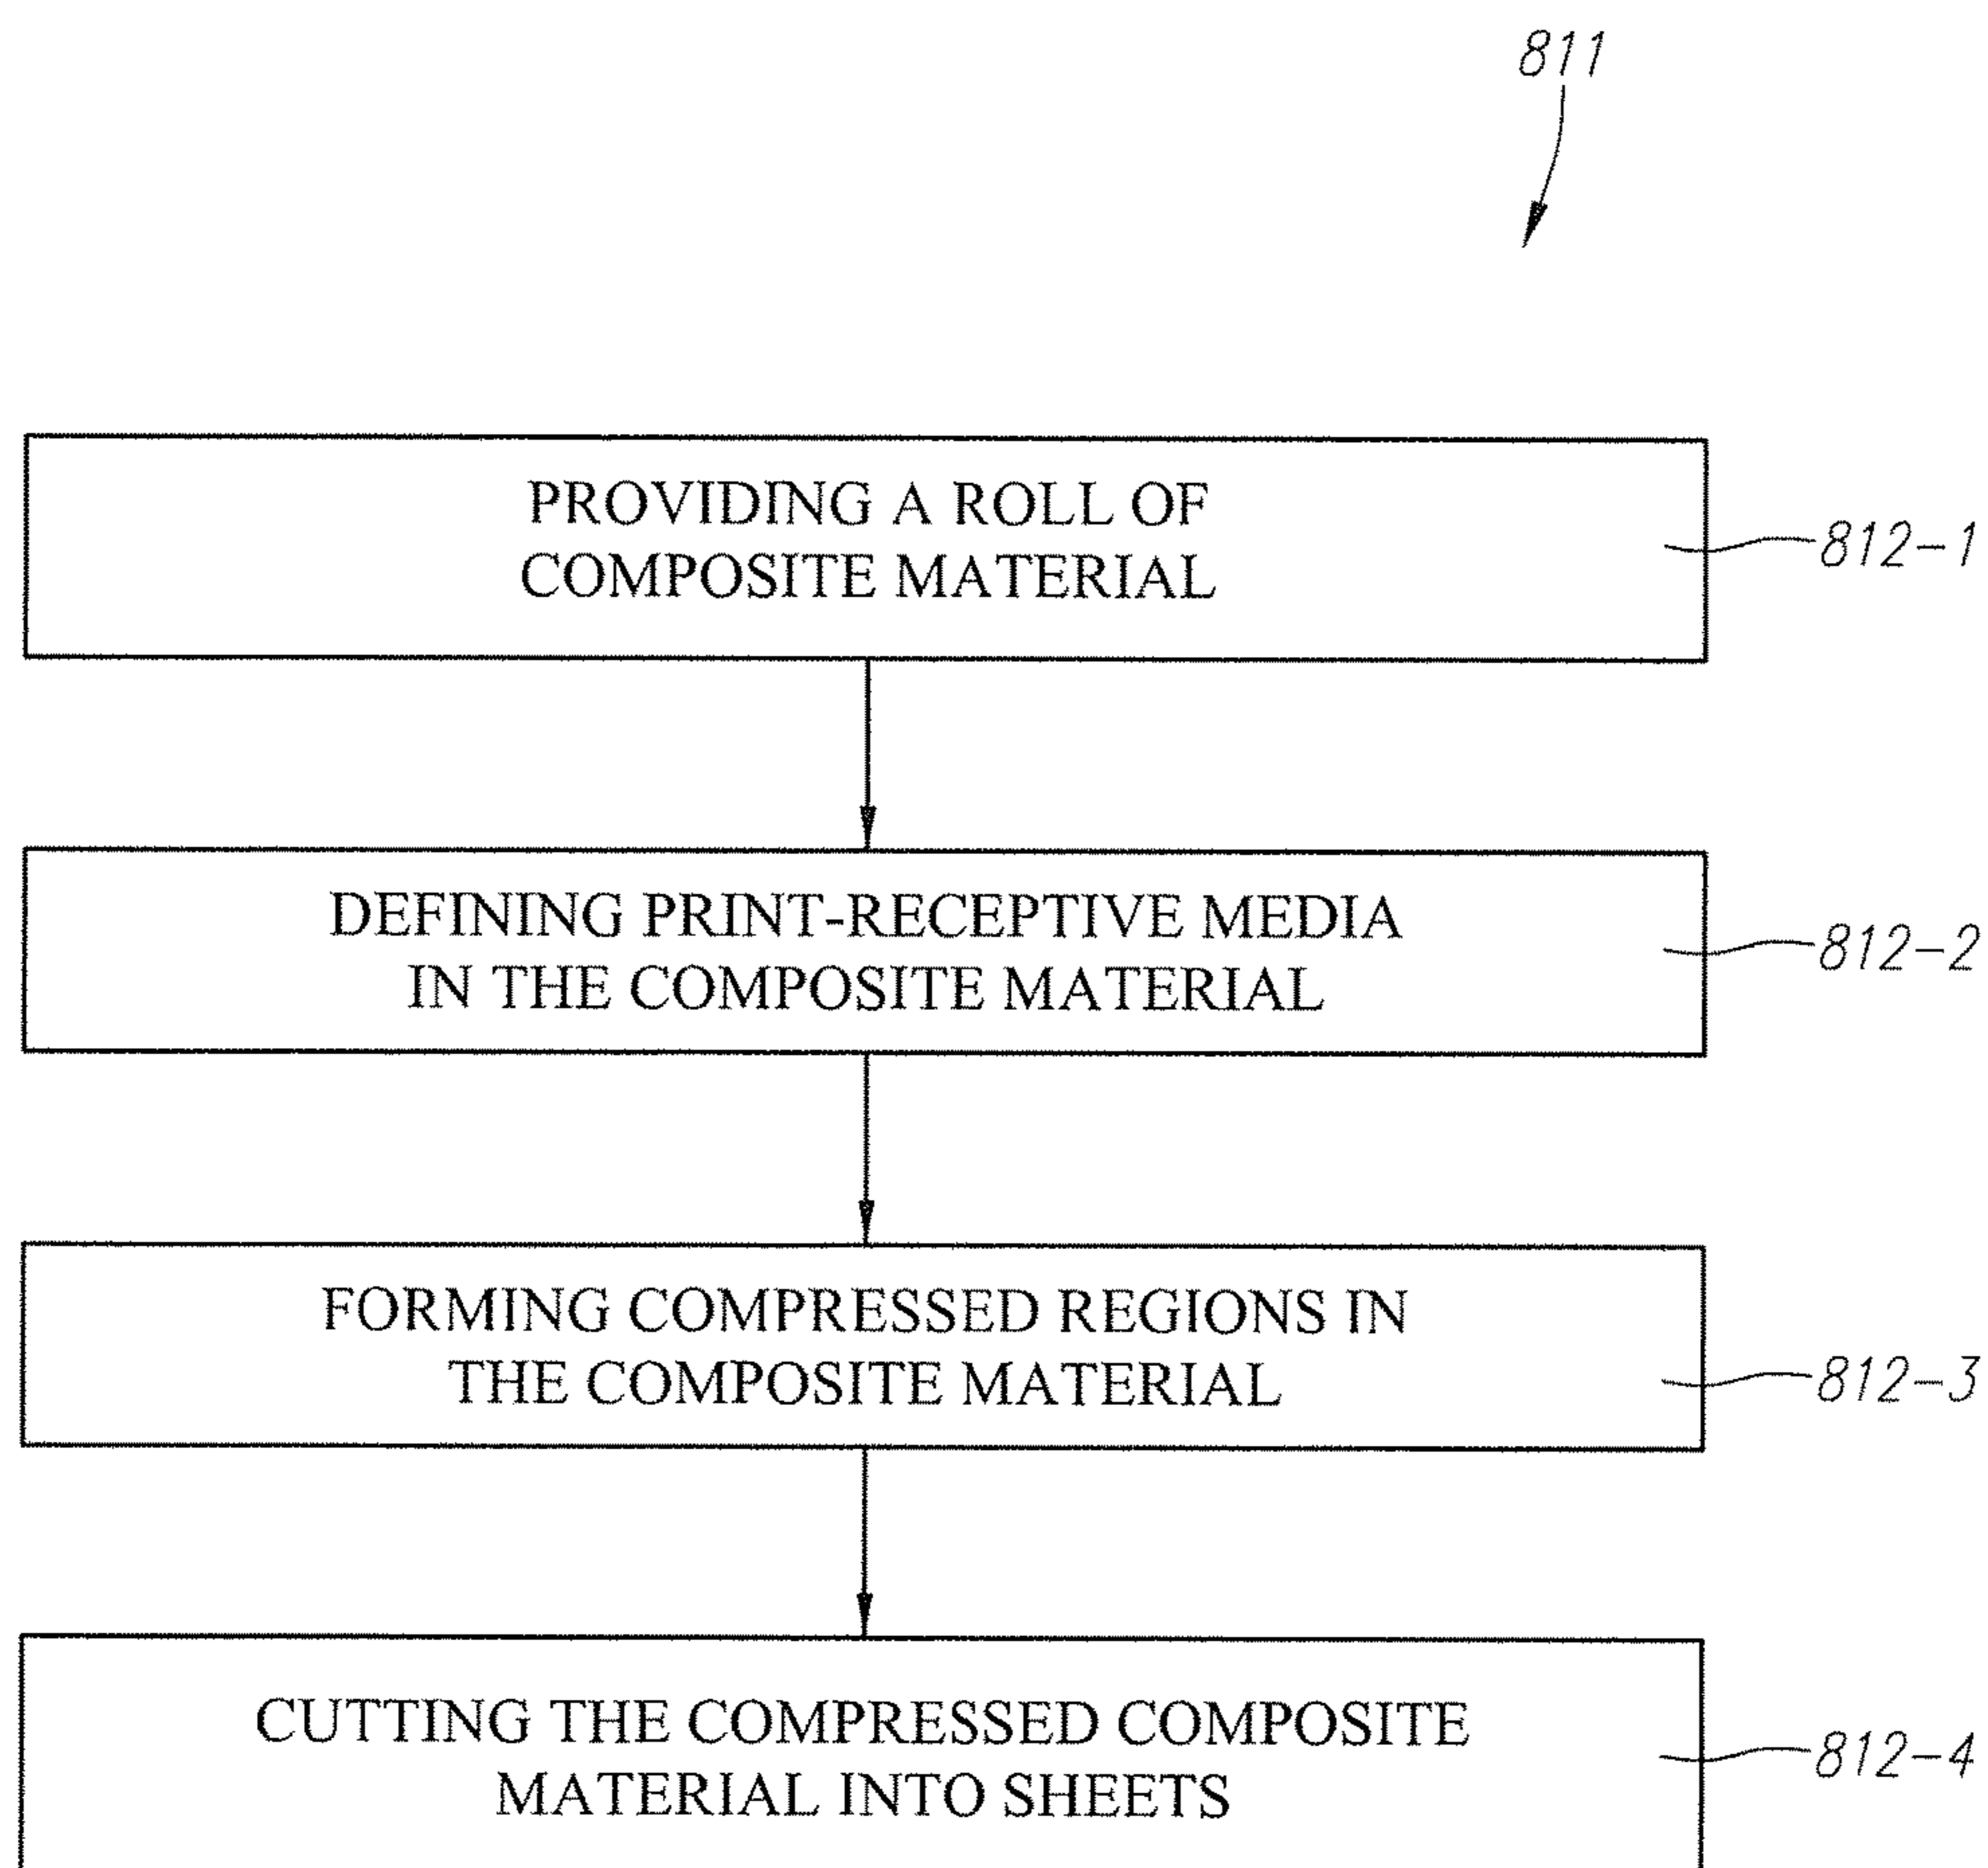 811
PROVIDING A ROLL OF
COMPOSITE MATERIAL
812-1
DEFINING PRINT-RECEPTIVE MEDIA
IN THE COMPOSITE MATERIAL
812-2
FORMING COMPRESSED REGIONS IN
THE COMPOSITE MATERIAL
812-3
CUTTING THE COMPRESSED COMPOSITE
MATERIAL INTO SHEETS
812-4